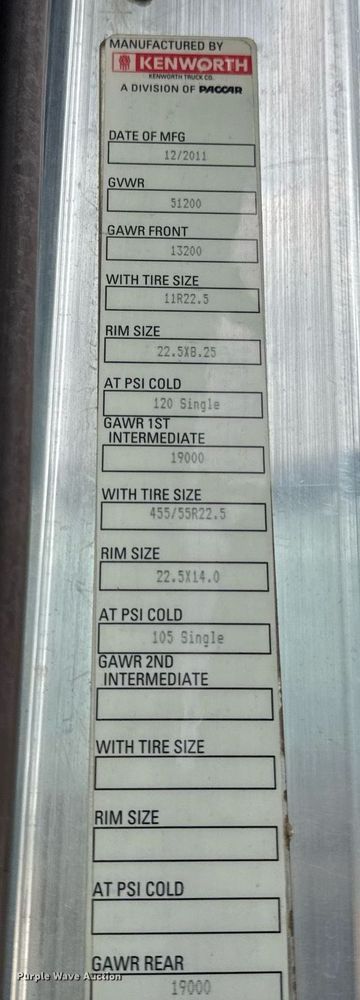 MANUFACTURED BY
KENWORTH
KENWORTH TRUCK CO.
A DIVISION OF PACCAR
DATE OF MFG
12/2011
GVWR
51200
GAWR FRONT
13200
WITH TIRE SIZE
11R22.5
RIM SIZE
22.5X8.25
AT PSI COLD
120 Single
GAWR 1ST
INTERMEDIATE
19000
WITH TIRE SIZE
455/55R22.5
RIM SIZE
22.5X14.0
AT PSI COLD
105 Single
GAWR 2ND
INTERMEDIATE
WITH TIRE SIZE
RIM SIZE
AT PSI COLD
GAWR REAR
19000
Purple Wave Auction